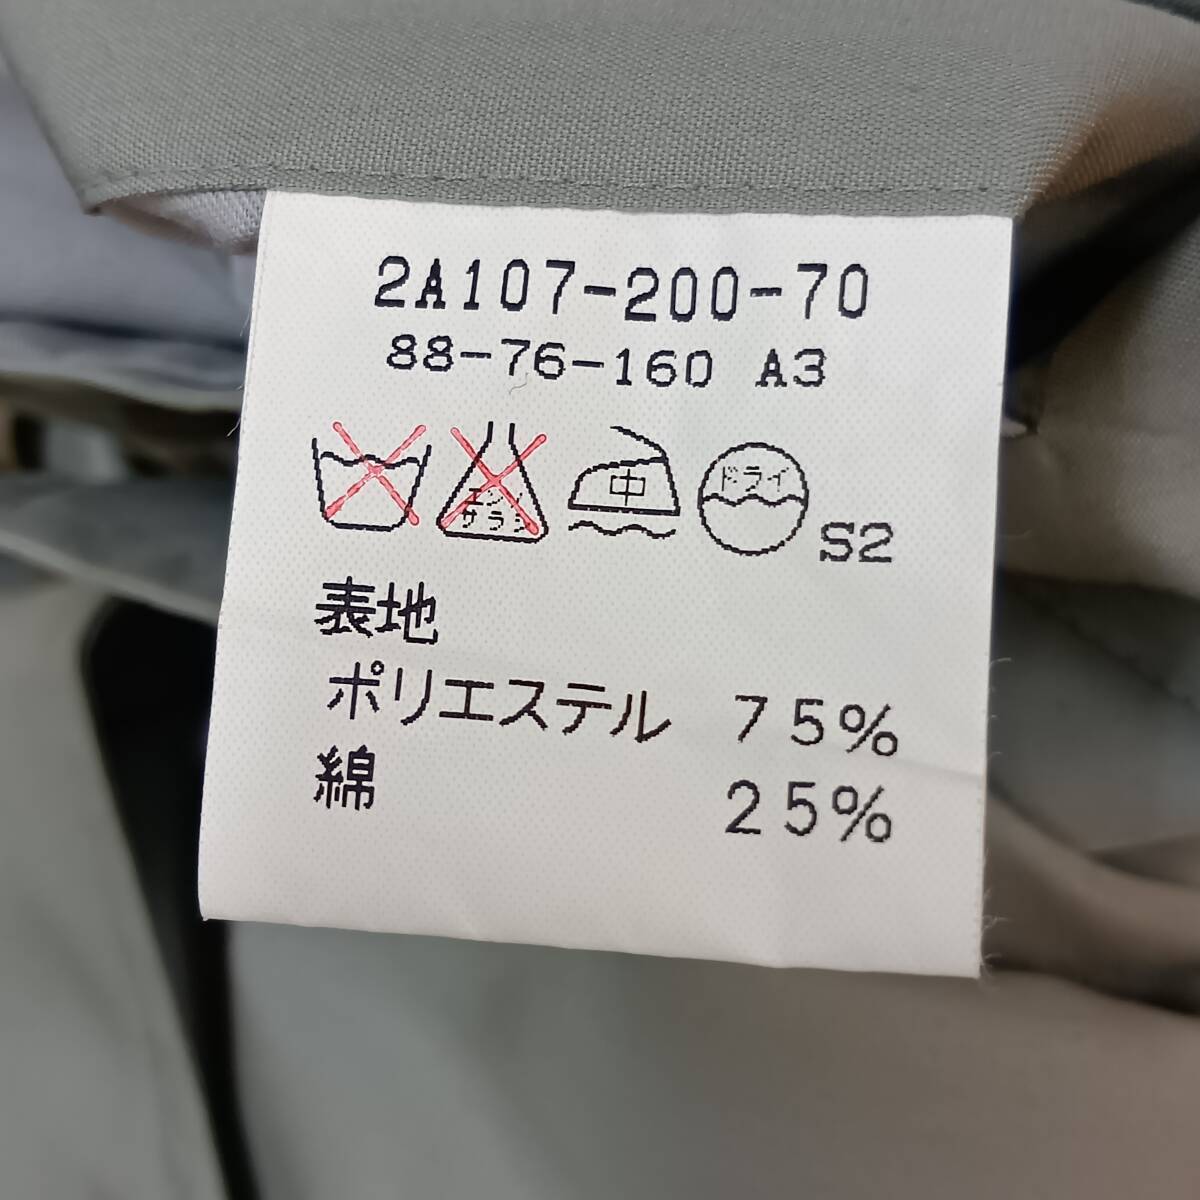 2A107-200-70
88-76-160 A3
エンソ
サラシ
中
ドライ
S2
表地
ポリエステル 75%
綿 25%